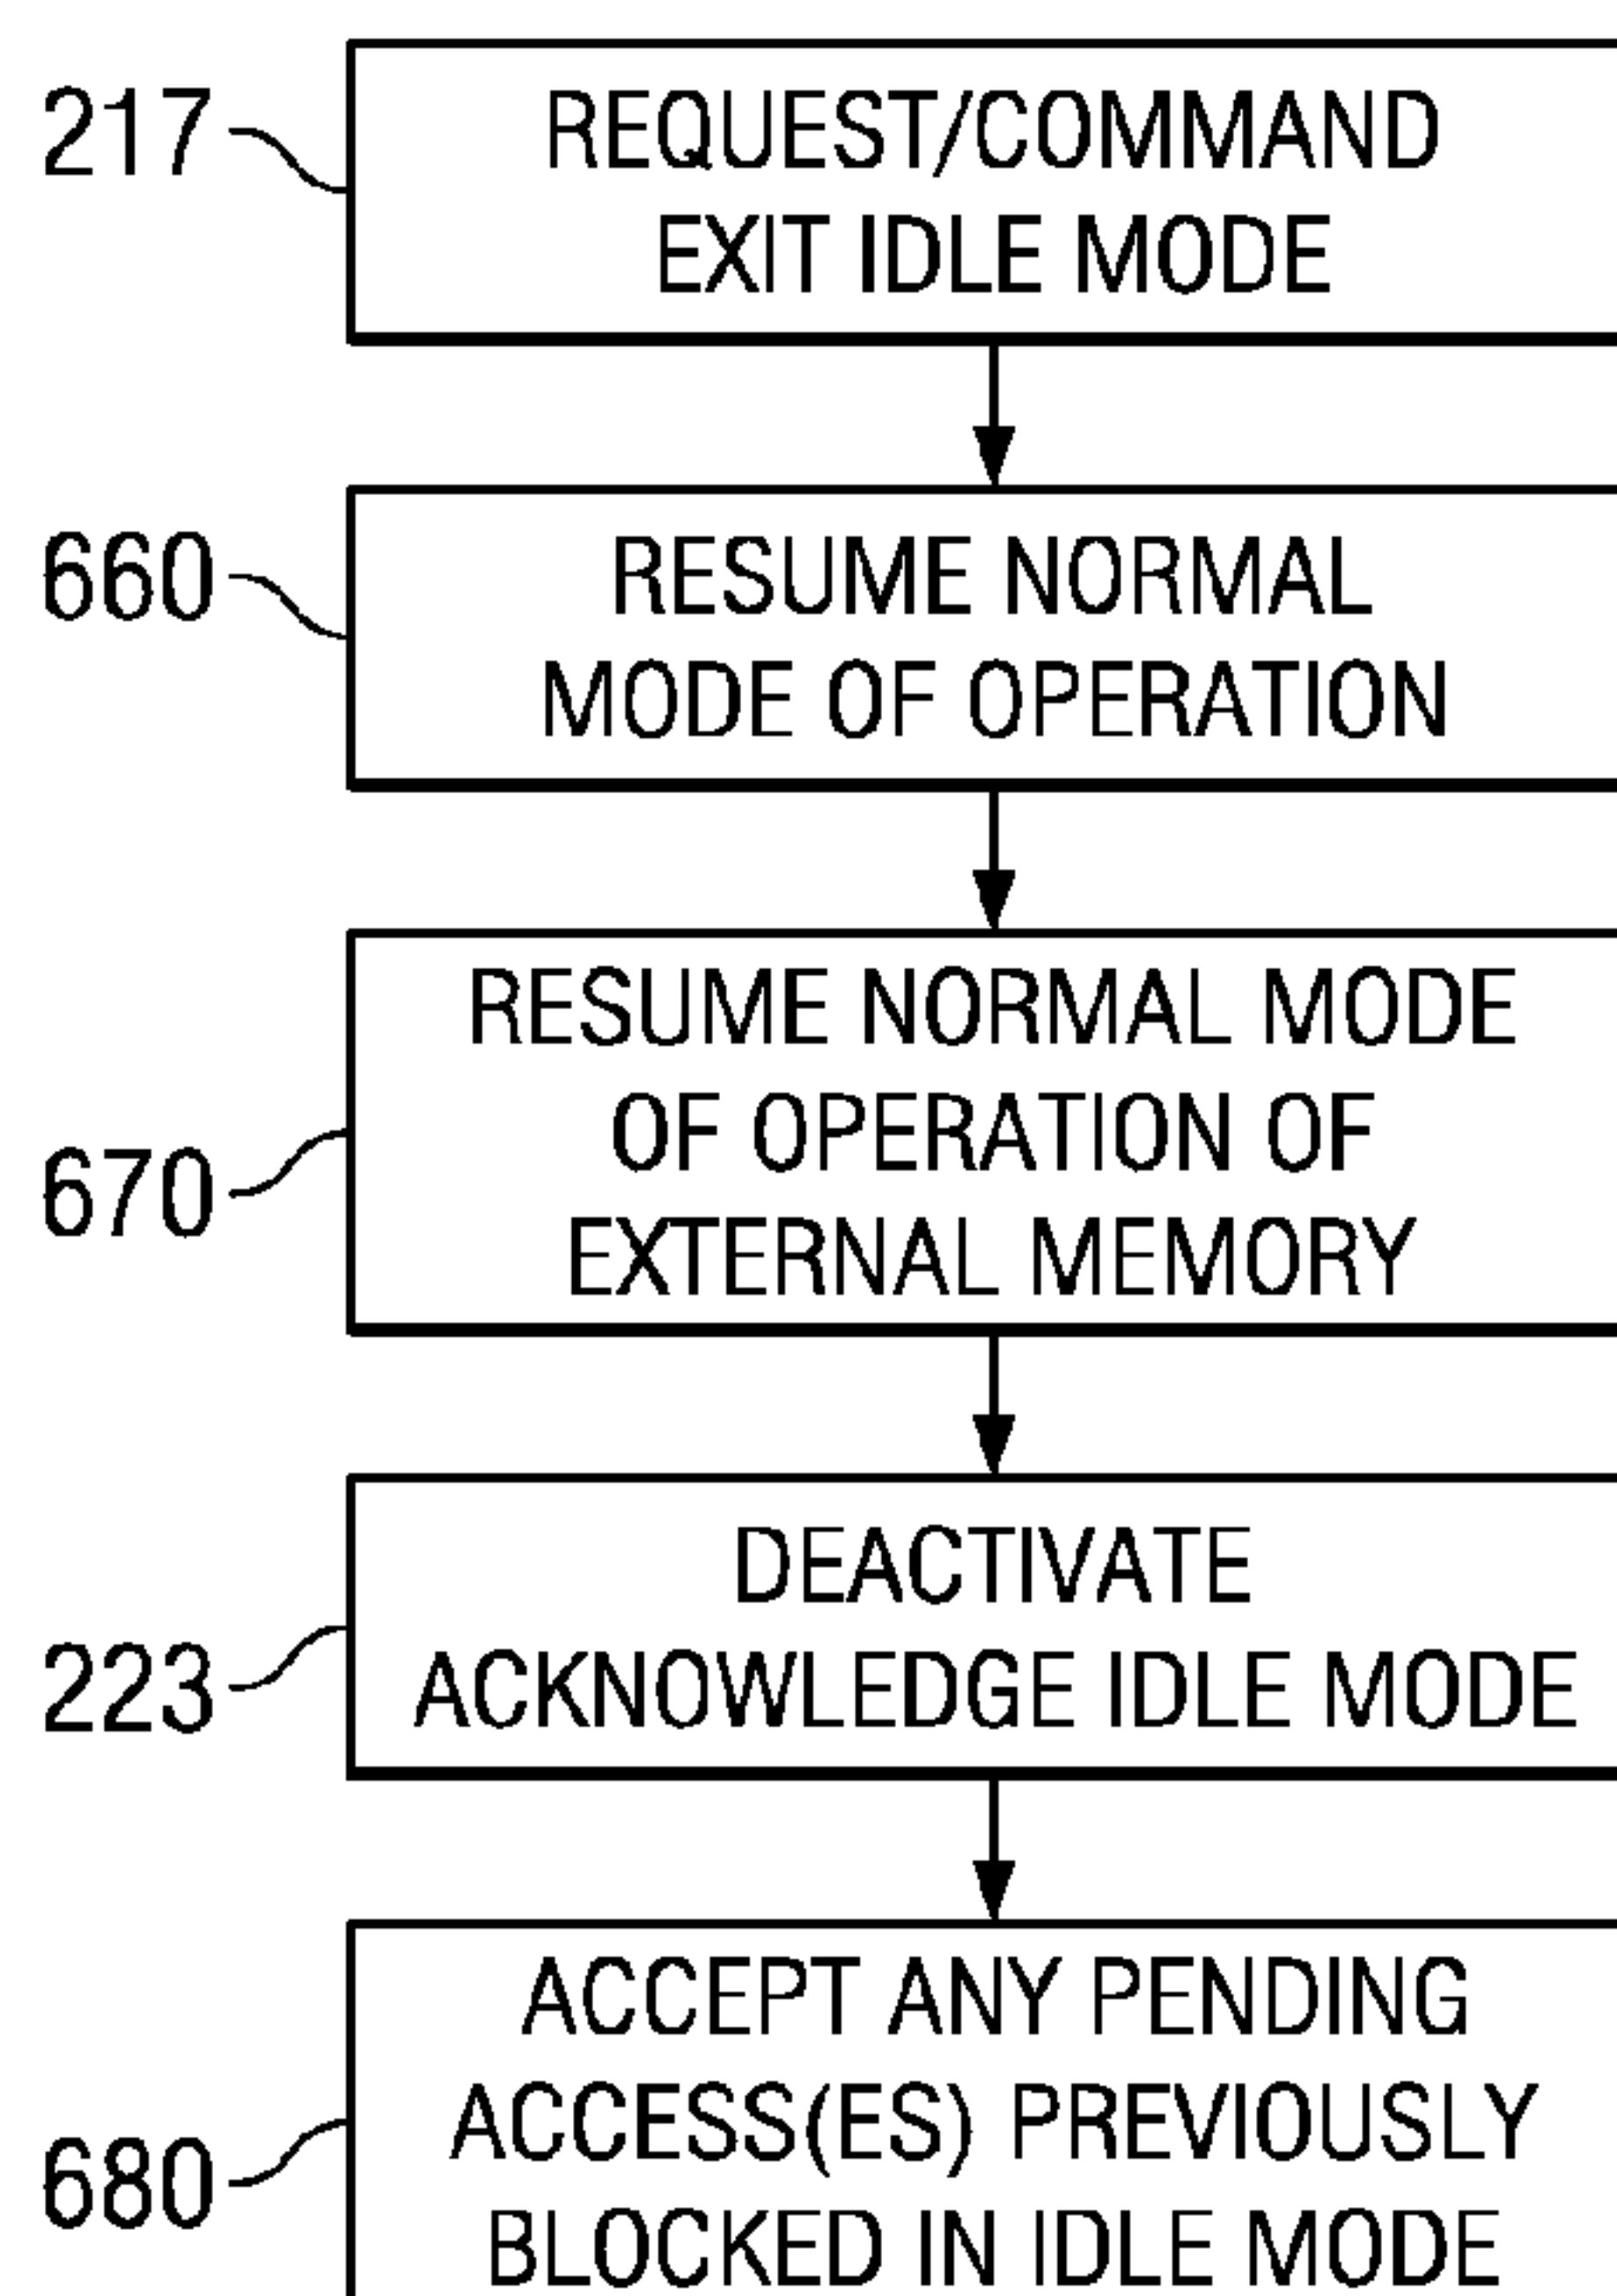 217
REQUEST/COMMAND
EXIT IDLE MODE
660
RESUME NORMAL
MODE OF OPERATION
670
RESUME NORMAL MODE
OF OPERATION OF
EXTERNAL MEMORY
223
DEACTIVATE
ACKNOWLEDGE IDLE MODE
680
ACCEPT ANY PENDING
ACCESS(ES) PREVIOUSLY
BLOCKED IN IDLE MODE